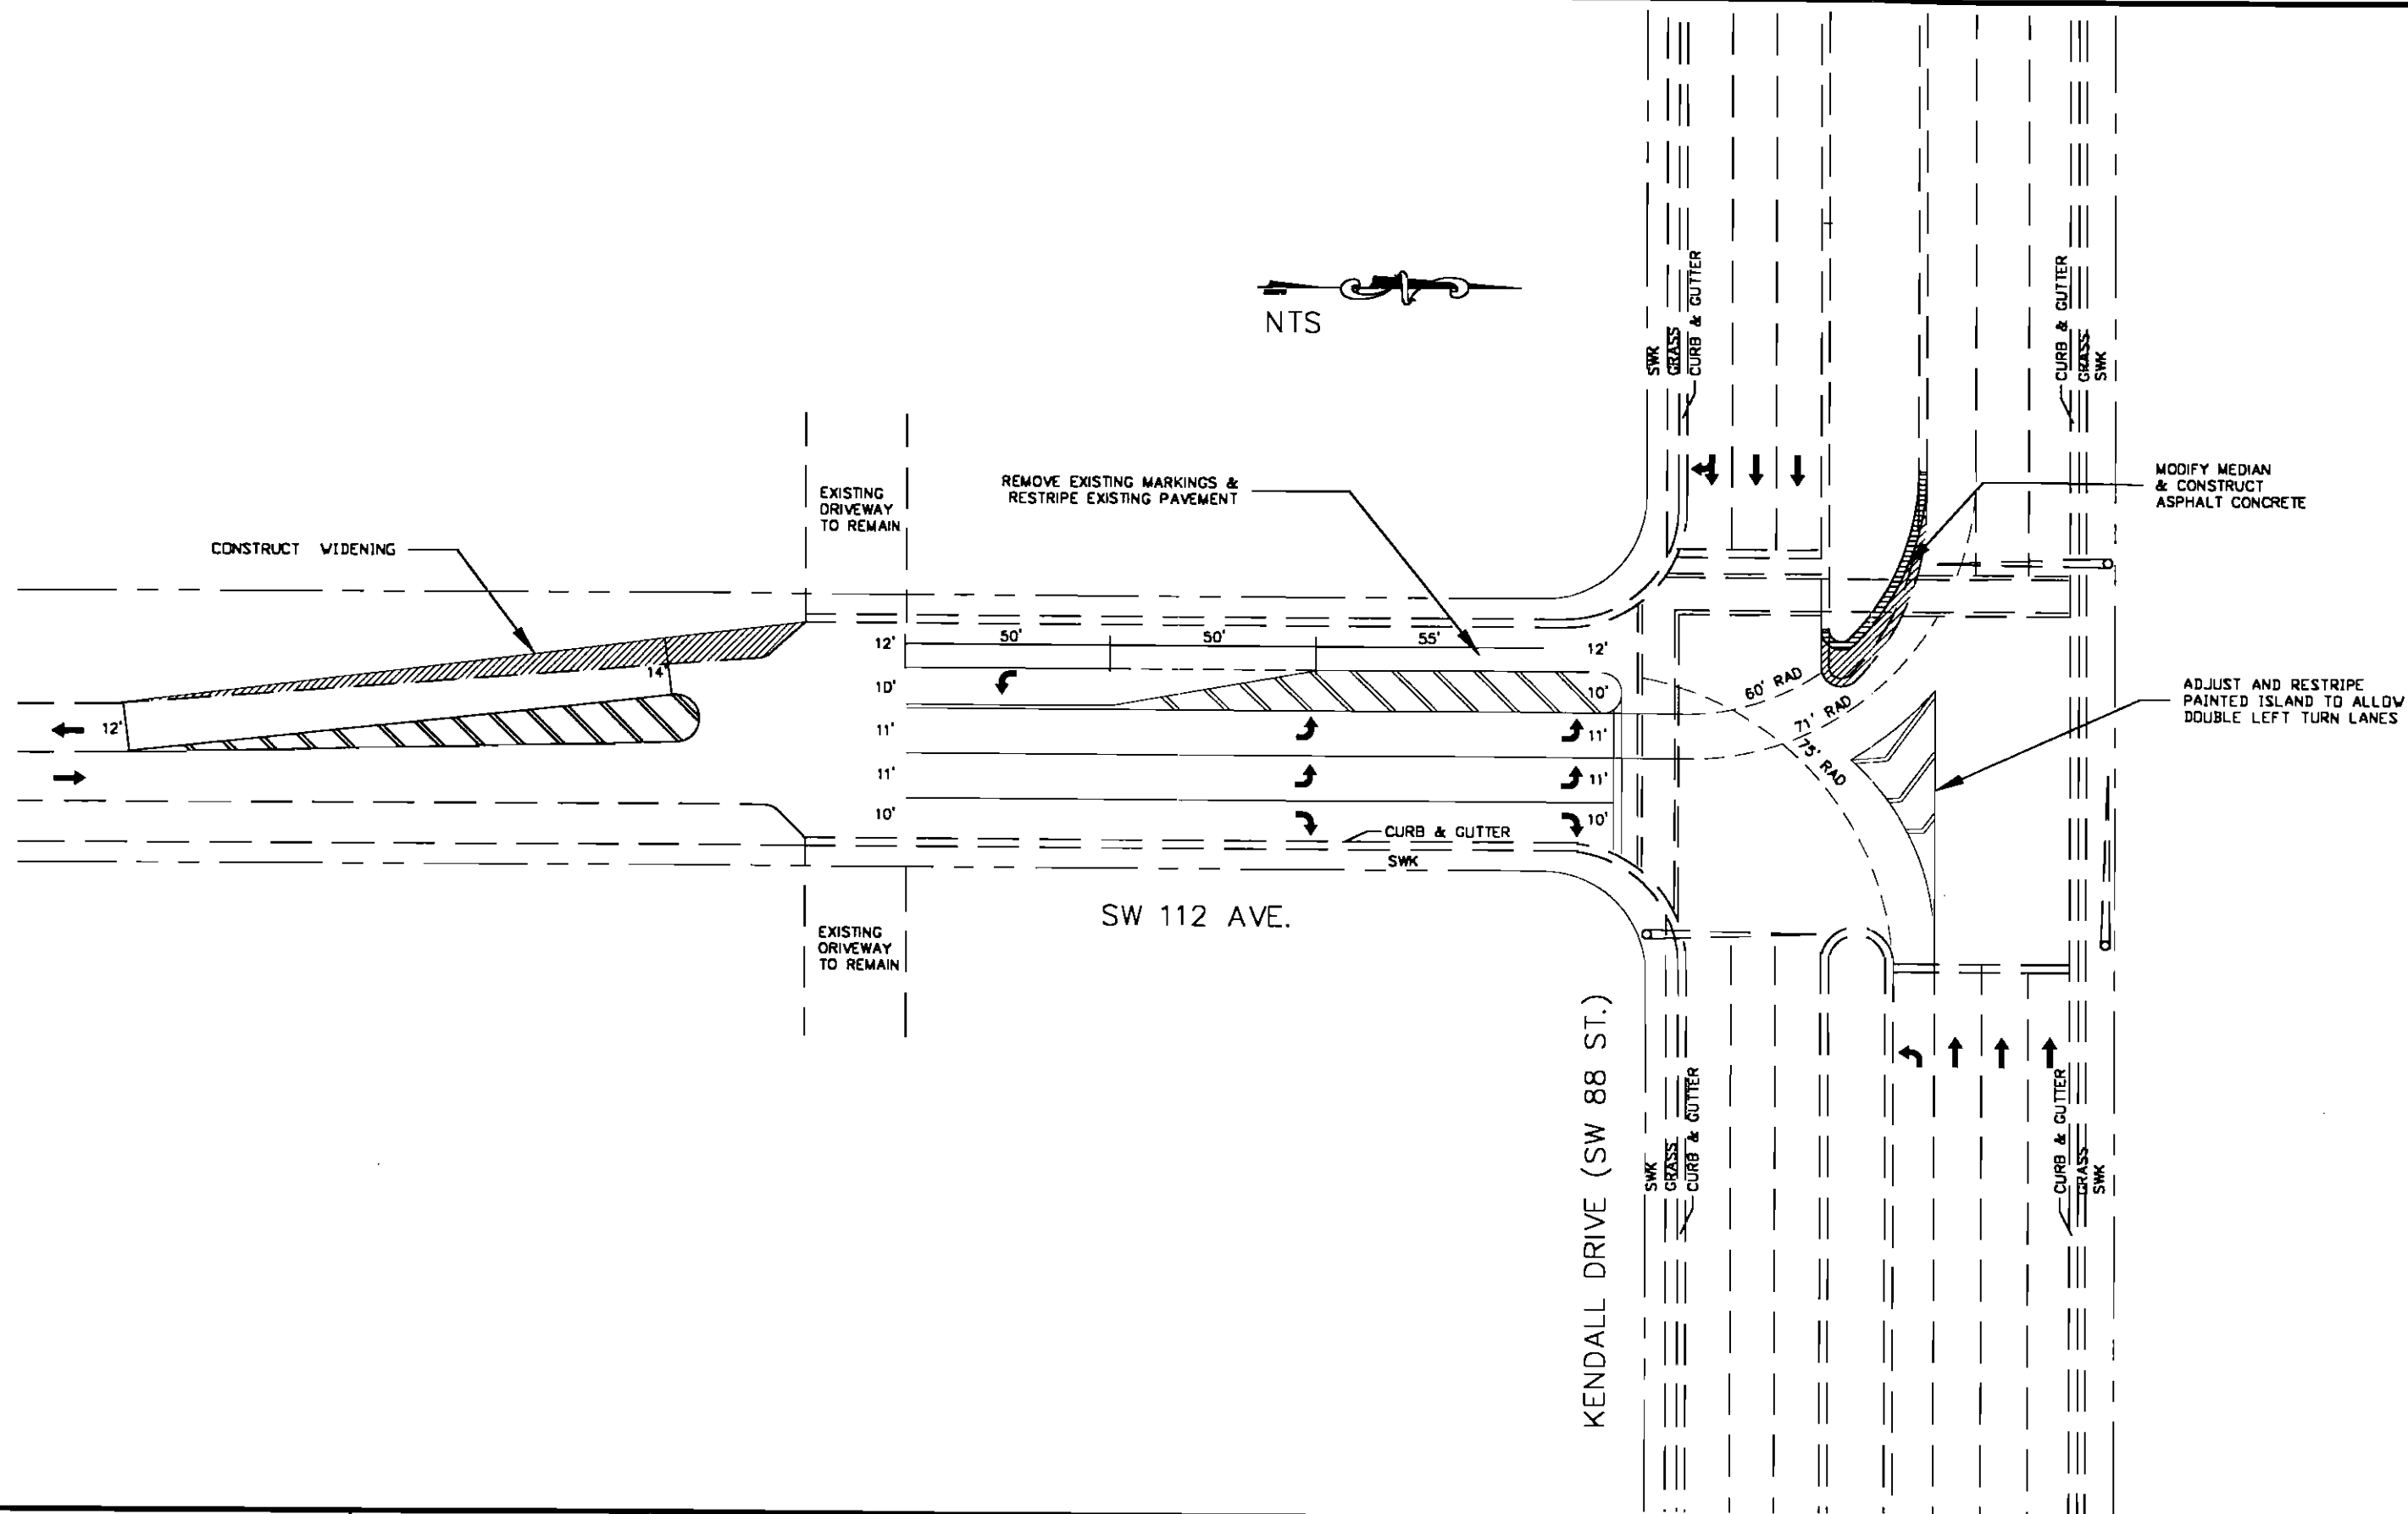 NTS
SWK
GRASS
CURB & GUTTER
CURB & GUTTER
GRASS
SWK
MODIFY MEDIAN
& CONSTRUCT
ASPHALT CONCRETE
REMOVE EXISTING MARKINGS &
RESTRIPE EXISTING PAVEMENT
EXISTING
DRIVEWAY
TO REMAIN
CONSTRUCT WIDENING
12'
50'
50'
55'
12'
14'
10'
10'
60' RAD
71' RAD
75' RAD
ADJUST AND RESTRIPE
PAINTED ISLAND TO ALLOW
DOUBLE LEFT TURN LANES
12'
11'
11'
11'
11'
10'
10'
CURB & GUTTER
SWK
SW 112 AVE.
EXISTING
DRIVEWAY
TO REMAIN
KENDALL DRIVE (SW 88 ST.)
SWK
GRASS
CURB & GUTTER
CURB & GUTTER
GRASS
SWK